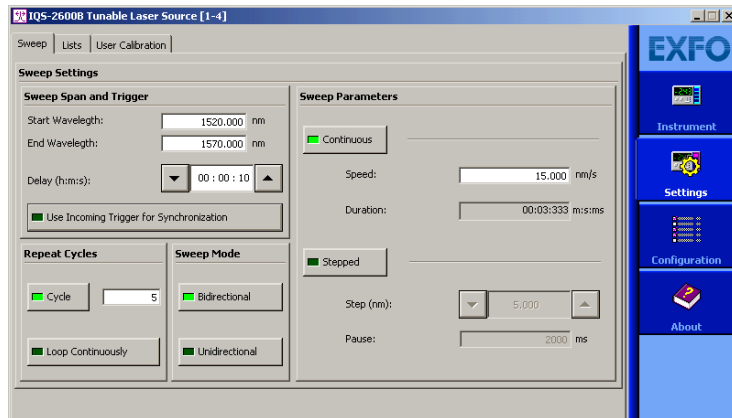 IQS-2600B Tunable Laser Source [1-4]
Sweep Lists User Calibration
EXFO
Sweep Settings
Sweep Span and Trigger
Start Wavelegth: 1520.000 nm
End Wavelegth: 1570.000 nm
Delay (h:m:s): 00 : 00 : 10
Use Incoming Trigger for Synchronization
Repeat Cycles
Cycle 5
Loop Continuously
Sweep Mode
Bidirectional
Unidirectional
Sweep Parameters
Continuous
Speed: 15.000 nm/s
Duration: 00:03:333 m:s:ms
Stepped
Step (nm): 5.000
Pause: 2000 ms
Instrument
Settings
Configuration
About